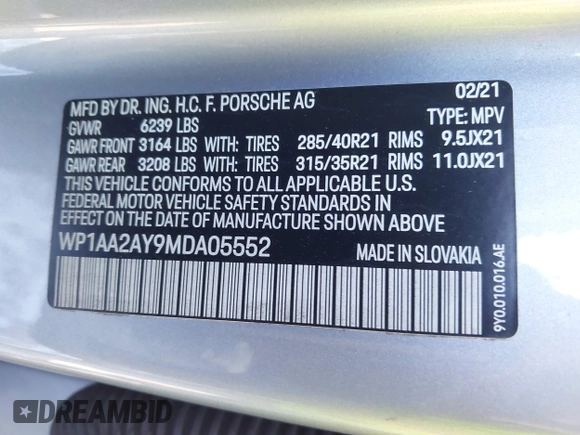 MFD BY DR. ING. H.C. F. PORSCHE AG 02/21
GVWR 6239 LBS TYPE: MPV
GAWR FRONT 3164 LBS WITH: TIRES 285/40R21 RIMS 9.5JX21
GAWR REAR 3208 LBS WITH: TIRES 315/35R21 RIMS 11.0JX21
THIS VEHICLE CONFORMS TO ALL APPLICABLE U.S.
FEDERAL MOTOR VEHICLE SAFETY STANDARDS IN
EFFECT ON THE DATE OF MANUFACTURE SHOWN ABOVE
WP1AA2AY9MDA05552 MADE IN SLOVAKIA
9Y0.010.016.AE
DREAMBID